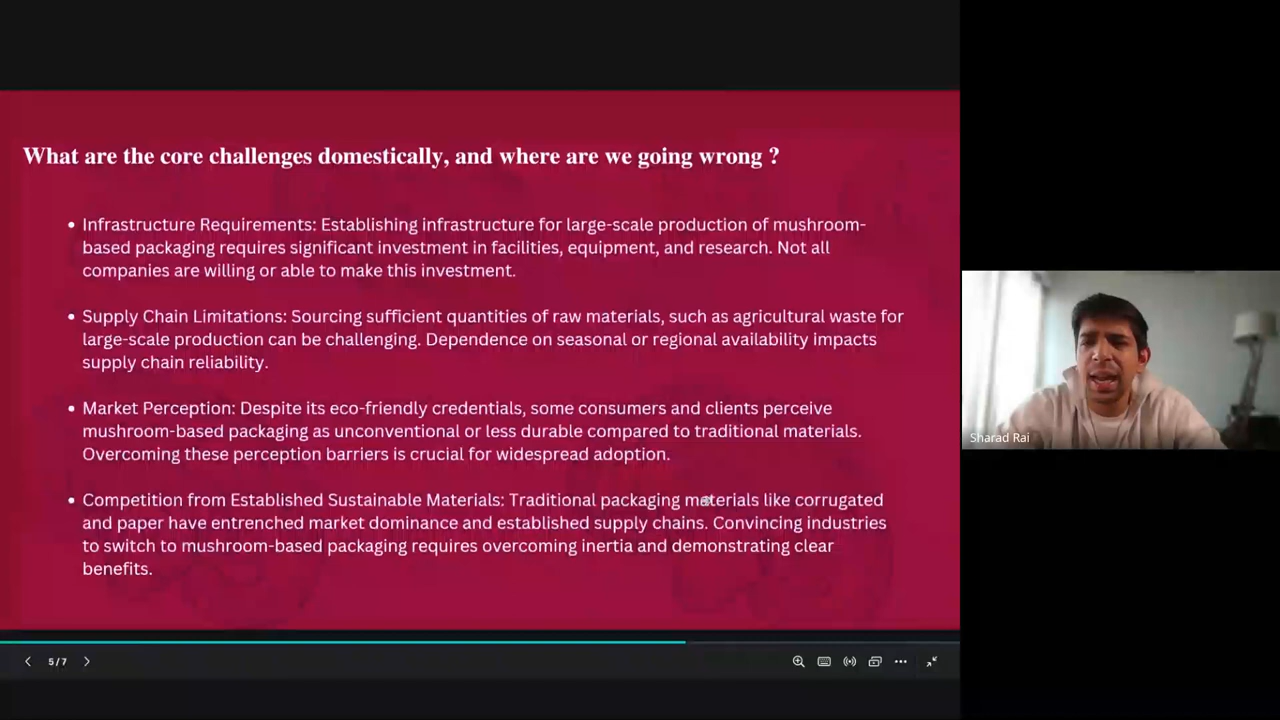 What are the core challenges domestically, and where are we going wrong ?
• Infrastructure Requirements: Establishing infrastructure for large-scale production of mushroom-
based packaging requires significant investment in facilities, equipment, and research. Not all
companies are willing or able to make this investment.
• Supply Chain Limitations: Sourcing sufficient quantities of raw materials, such as agricultural waste for
large-scale production can be challenging. Dependence on seasonal or regional availability impacts
supply chain reliability.
• Market Perception: Despite its eco-friendly credentials, some consumers and clients perceive
mushroom-based packaging as unconventional or less durable compared to traditional materials.
Overcoming these perception barriers is crucial for widespread adoption.
• Competition from Established Sustainable Materials: Traditional packaging materials like corrugated
and paper have entrenched market dominance and established supply chains. Convincing industries
to switch to mushroom-based packaging requires overcoming inertia and demonstrating clear
benefits.
5/7
Sharad Rai